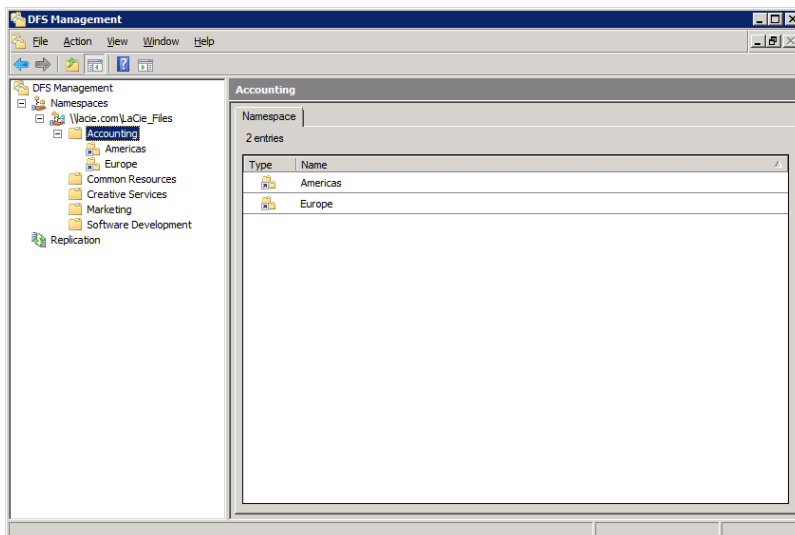 DFS Management
File Action View Window Help
DFS Management
Namespaces
\\lacie.com\LaCie_Files
Accounting
Americas
Europe
Common Resources
Creative Services
Marketing
Software Development
Replication
Accounting
Namespace
2 entries
Type Name
Americas
Europe